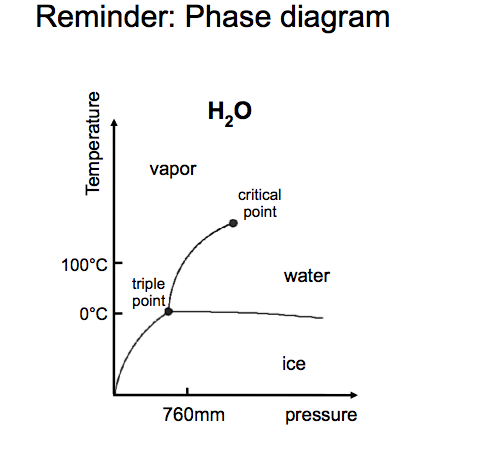 Reminder: Phase diagram
H₂O
Temperature
vapor
critical
point
100°C
water
triple
point
0°C
ice
760mm
pressure